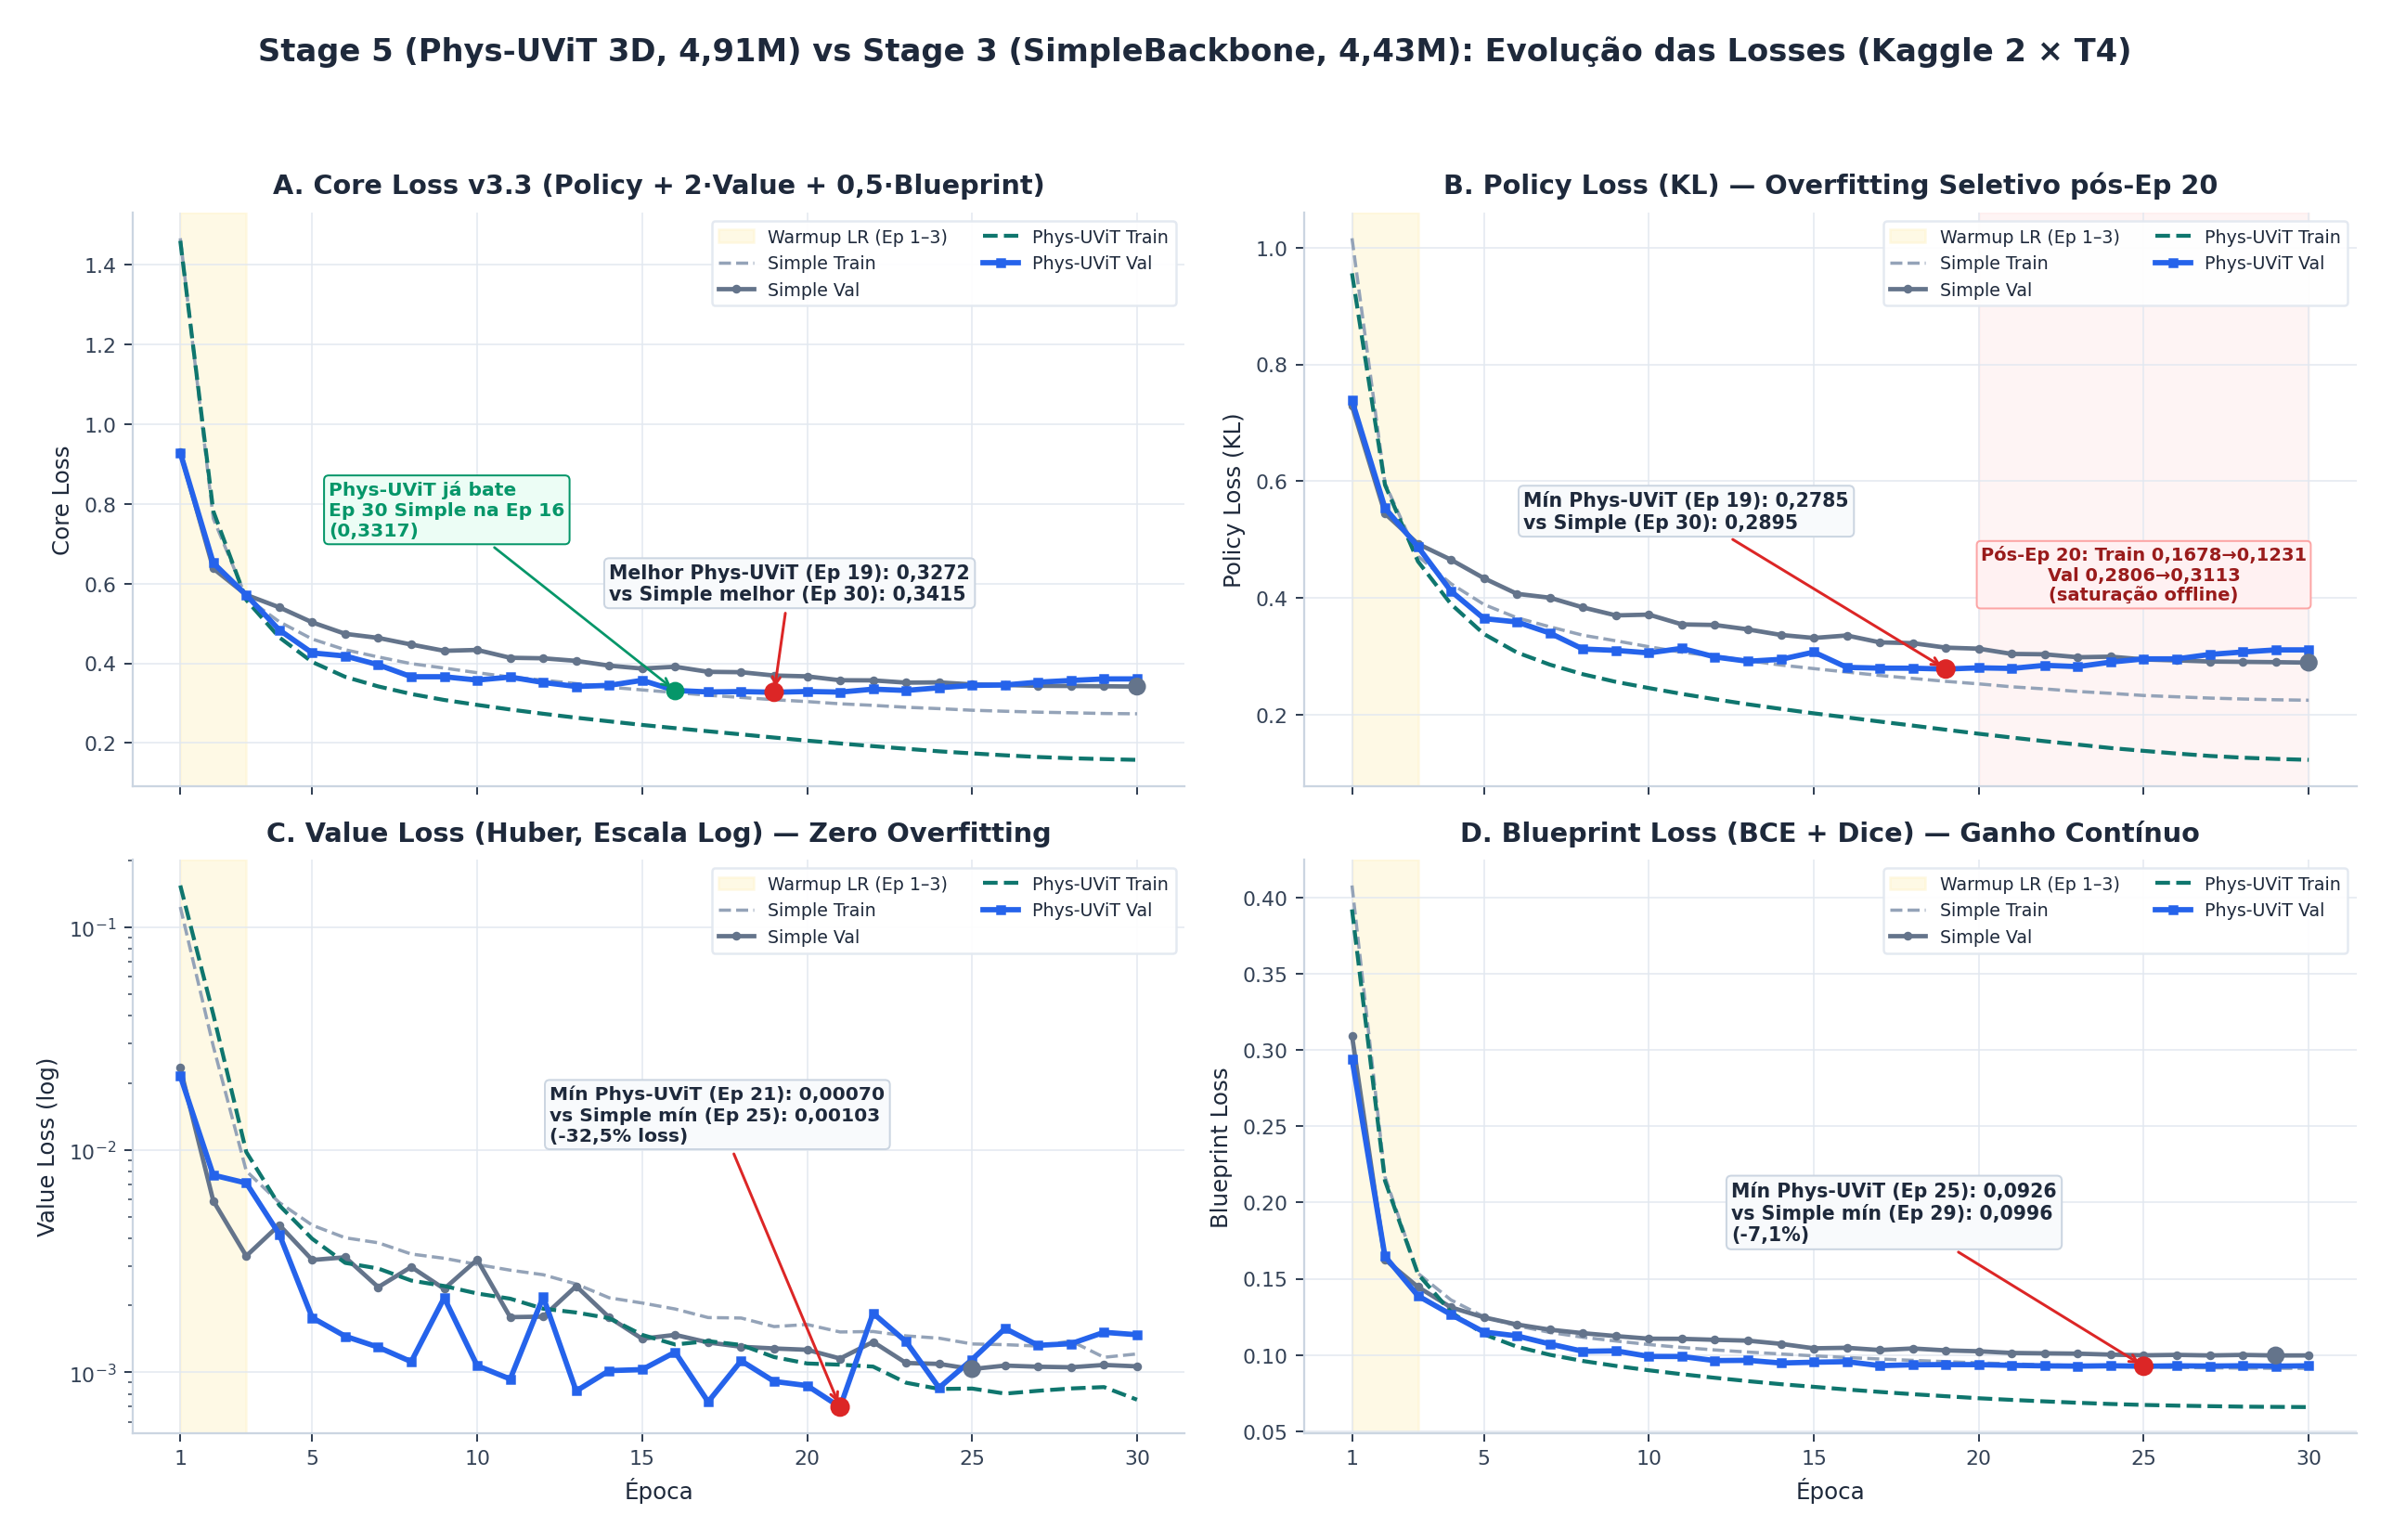 Stage 5 (Phys-UViT 3D, 4,91M) vs Stage 3 (SimpleBackbone, 4,43M): Evolução das Losses (Kaggle 2 × T4)
A. Core Loss v3.3 (Policy + 2·Value + 0,5·Blueprint)
Warmup LR (Ep 1–3)
Simple Train
Simple Val
Phys-UViT Train
Phys-UViT Val
Core Loss
1.4
1.2
1.0
0.8
0.6
0.4
0.2
Phys-UViT já bate
Ep 30 Simple na Ep 16
(0,3317)
Melhor Phys-UViT (Ep 19): 0,3272
vs Simple melhor (Ep 30): 0,3415
B. Policy Loss (KL) — Overfitting Seletivo pós-Ep 20
Warmup LR (Ep 1–3)
Simple Train
Simple Val
Phys-UViT Train
Phys-UViT Val
Policy Loss (KL)
1.0
0.8
0.6
0.4
0.2
Mín Phys-UViT (Ep 19): 0,2785
vs Simple (Ep 30): 0,2895
Pós-Ep 20: Train 0,1678→0,1231
Val 0,2806→0,3113
(saturação offline)
C. Value Loss (Huber, Escala Log) — Zero Overfitting
Warmup LR (Ep 1–3)
Simple Train
Simple Val
Phys-UViT Train
Phys-UViT Val
Value Loss (log)
10⁻¹
10⁻²
10⁻³
Mín Phys-UViT (Ep 21): 0,00070
vs Simple mín (Ep 25): 0,00103
(-32,5% loss)
1 5 10 15 20 25 30
Época
D. Blueprint Loss (BCE + Dice) — Ganho Contínuo
Warmup LR (Ep 1–3)
Simple Train
Simple Val
Phys-UViT Train
Phys-UViT Val
Blueprint Loss
0.40
0.35
0.30
0.25
0.20
0.15
0.10
0.05
Mín Phys-UViT (Ep 25): 0,0926
vs Simple mín (Ep 29): 0,0996
(-7,1%)
1 5 10 15 20 25 30
Época